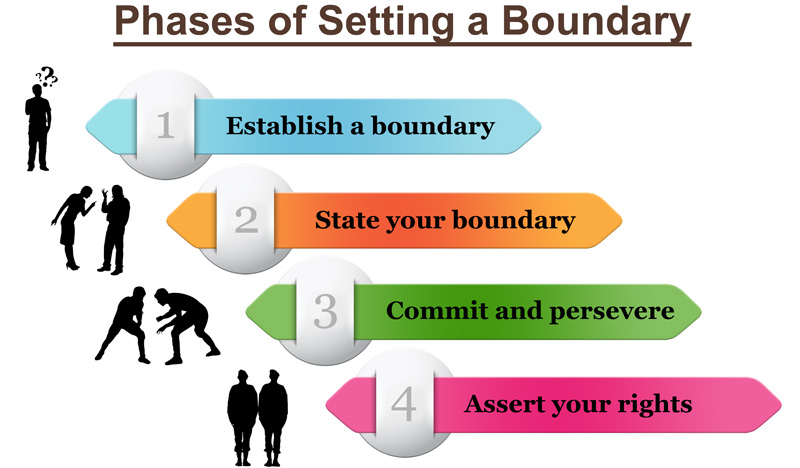 Phases of Setting a Boundary
???
1
Establish a boundary
2
State your boundary
3
Commit and persevere
4
Assert your rights